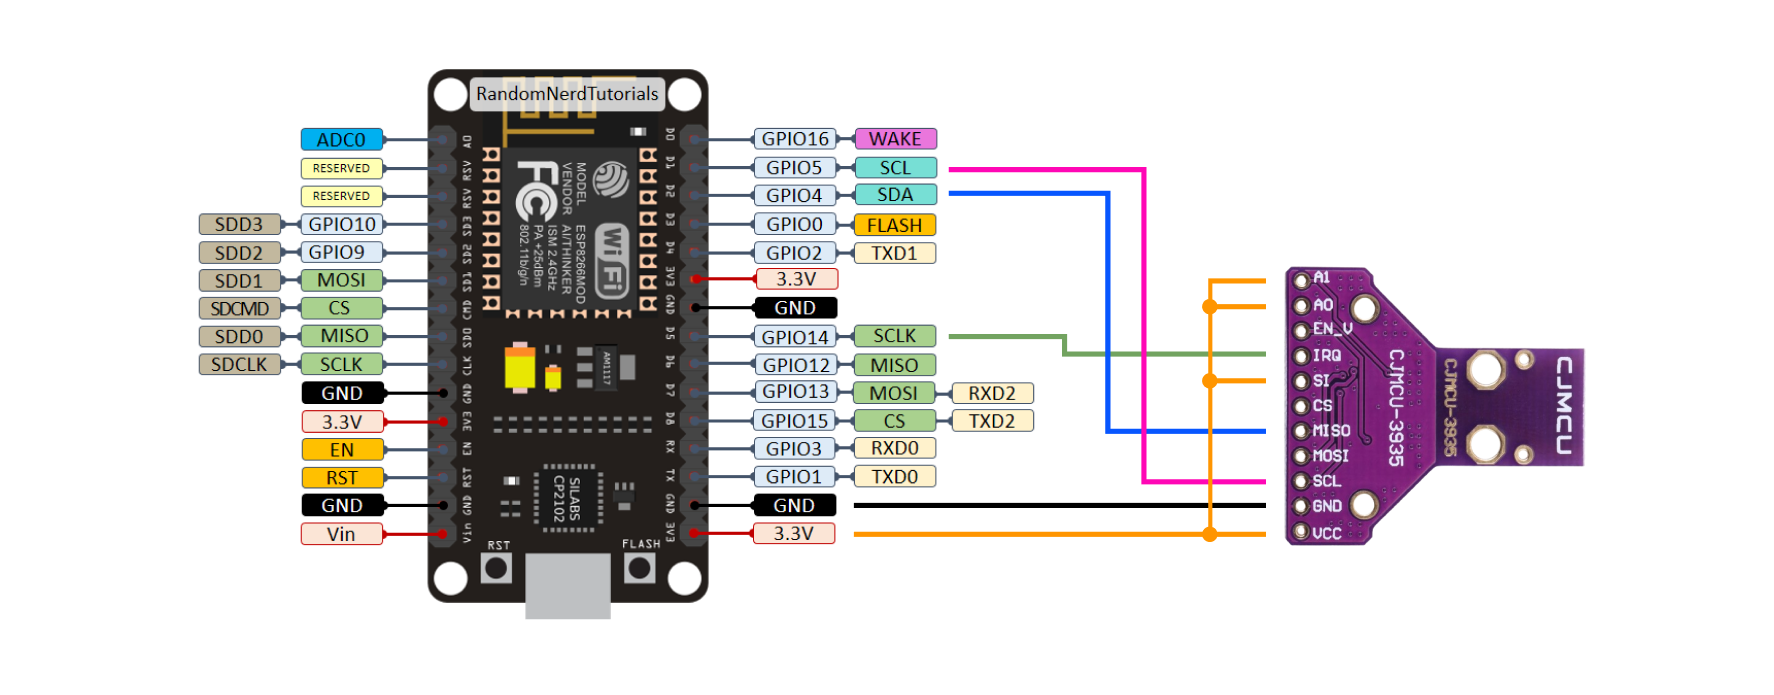 RandomNerdTutorials
ADC0
RESERVED
RESERVED
SDD3 GPIO10
SDD2 GPIO9
SDD1 MOSI
SDCMD CS
SDD0 MISO
SDCLK SCLK
GND
3.3V
EN
RST
GND
Vin
A0
RSV
RSV
SD3
SD2
SD1
CMD
SD0
CLK
GND
3V3
EN
RST
GND
Vin
FC
MODEL
VENDOR
ESP8266MOD
AI/THINKER
ISM 2.4GHz
PA +25dBm
802.11b/g/n
WiFi
AM1117
SILABS
CP2102
RST
FLASH
D0
D1
D2
D3
D4
3V3
GND
D5
D6
D7
D8
RX
TX
GND
3V3
GPIO16 WAKE
GPIO5 SCL
GPIO4 SDA
GPIO0 FLASH
GPIO2 TXD1
3.3V
GND
GPIO14 SCLK
GPIO12 MISO
GPIO13 MOSI RXD2
GPIO15 CS TXD2
GPIO3 RXD0
GPIO1 TXD0
GND
3.3V
A1
A0
EN_V
IRQ
SI
CS
MISO
MOSI
SCL
GND
VCC
CJMCU-3935
CJMCU-3935
CJMCU